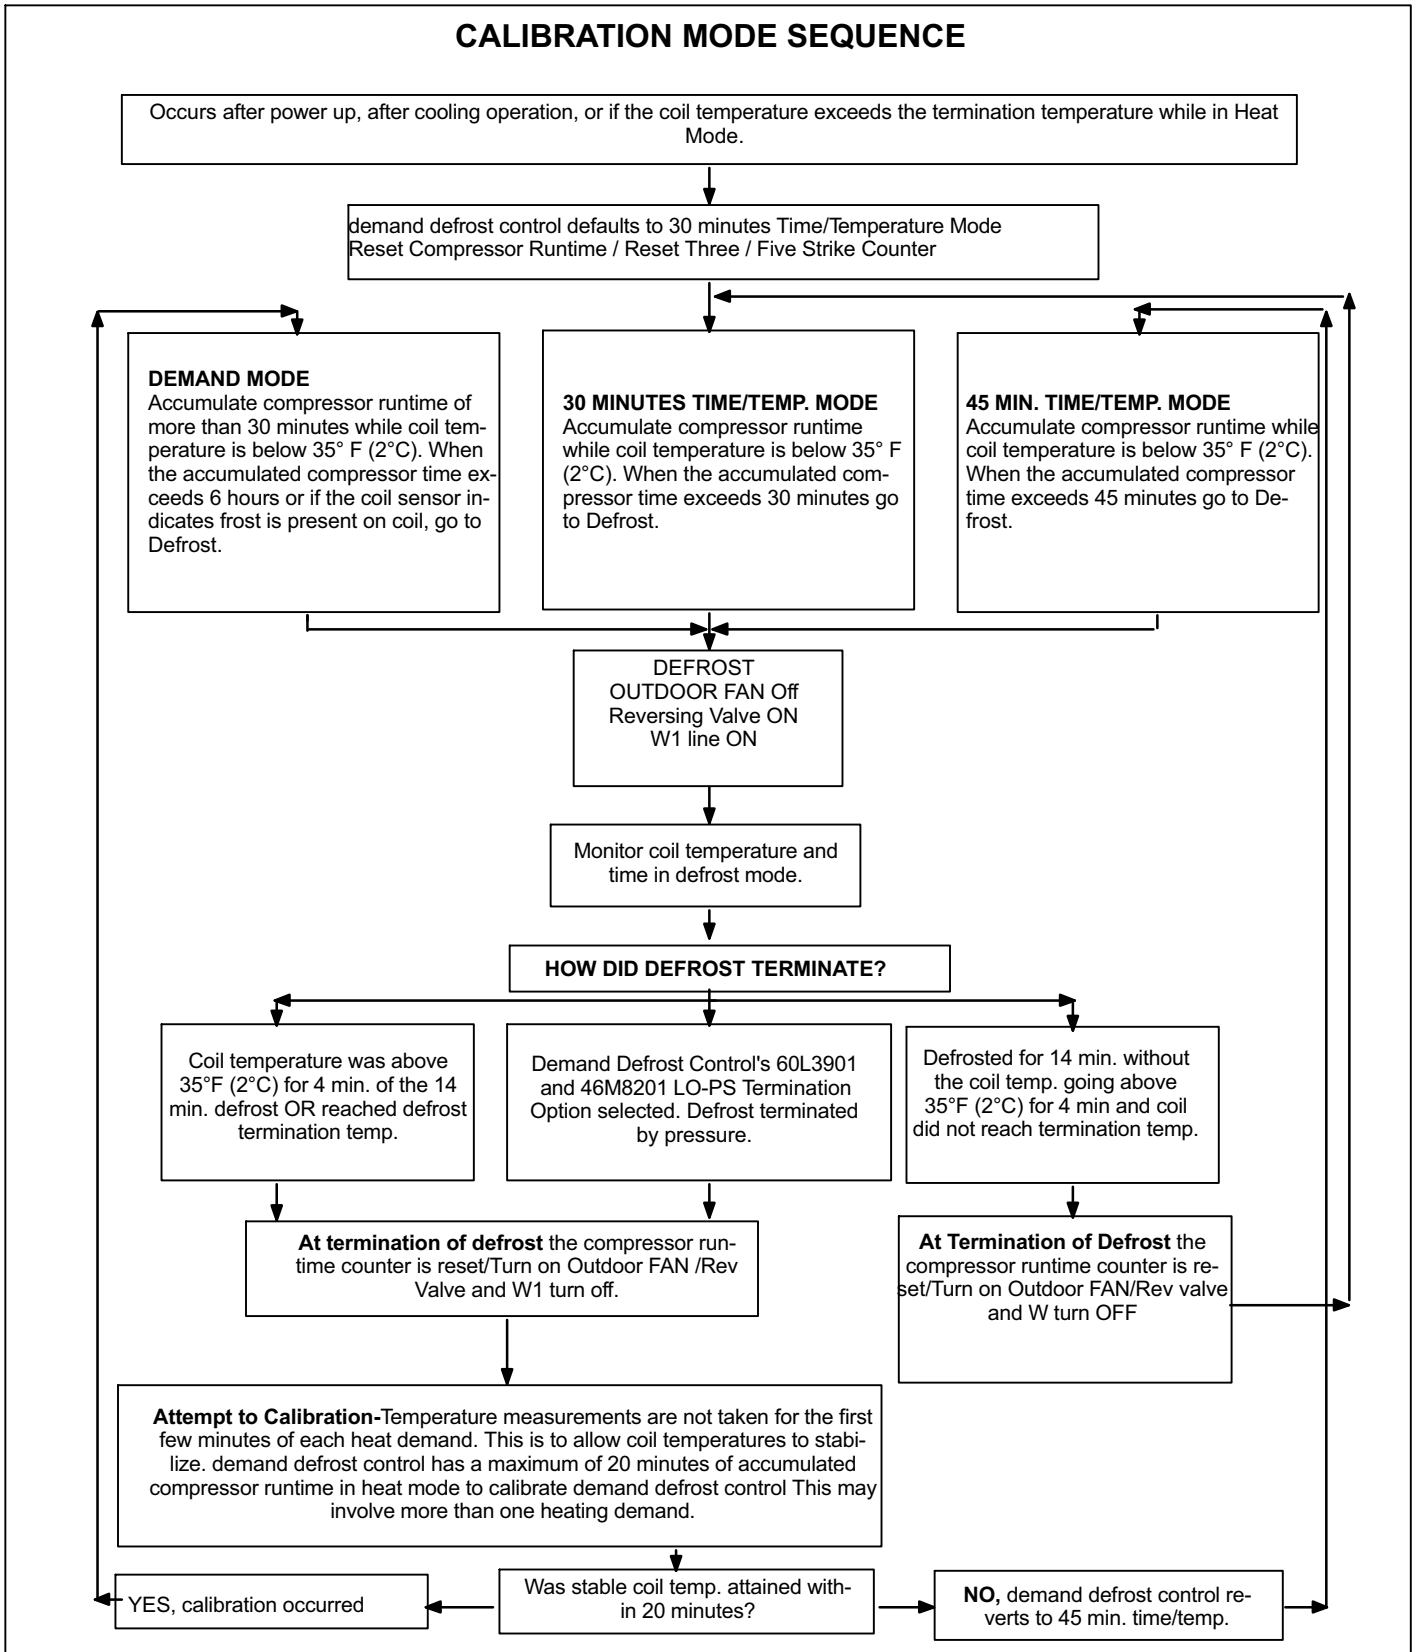 CALIBRATION MODE SEQUENCE
Occurs after power up, after cooling operation, or if the coil temperature exceeds the termination temperature while in Heat
Mode.
demand defrost control defaults to 30 minutes Time/Temperature Mode
Reset Compressor Runtime / Reset Three / Five Strike Counter
DEMAND MODE
Accumulate compressor runtime of
more than 30 minutes while coil tem-
perature is below 35° F (2°C). When
the accumulated compressor time ex-
ceeds 6 hours or if the coil sensor in-
dicates frost is present on coil, go to
Defrost.
30 MINUTES TIME/TEMP. MODE
Accumulate compressor runtime
while coil temperature is below 35° F
(2°C). When the accumulated com-
pressor time exceeds 30 minutes go
to Defrost.
45 MIN. TIME/TEMP. MODE
Accumulate compressor runtime while
coil temperature is below 35° F (2°C).
When the accumulated compressor
time exceeds 45 minutes go to De-
frost.
DEFROST
OUTDOOR FAN Off
Reversing Valve ON
W1 line ON
Monitor coil temperature and
time in defrost mode.
HOW DID DEFROST TERMINATE?
Coil temperature was above
35°F (2°C) for 4 min. of the 14
min. defrost OR reached defrost
termination temp.
Demand Defrost Control's 60L3901
and 46M8201 LO-PS Termination
Option selected. Defrost terminated
by pressure.
Defrosted for 14 min. without
the coil temp. going above
35°F (2°C) for 4 min and coil
did not reach termination temp.
At termination of defrost the compressor run-
time counter is reset/Turn on Outdoor FAN /Rev
Valve and W1 turn off.
At Termination of Defrost the
compressor runtime counter is re-
set/Turn on Outdoor FAN/Rev valve
and W turn OFF
Attempt to Calibration-Temperature measurements are not taken for the first
few minutes of each heat demand. This is to allow coil temperatures to stabi-
lize. demand defrost control has a maximum of 20 minutes of accumulated
compressor runtime in heat mode to calibrate demand defrost control This may
involve more than one heating demand.
YES, calibration occurred
Was stable coil temp. attained with-
in 20 minutes?
NO, demand defrost control re-
verts to 45 min. time/temp.